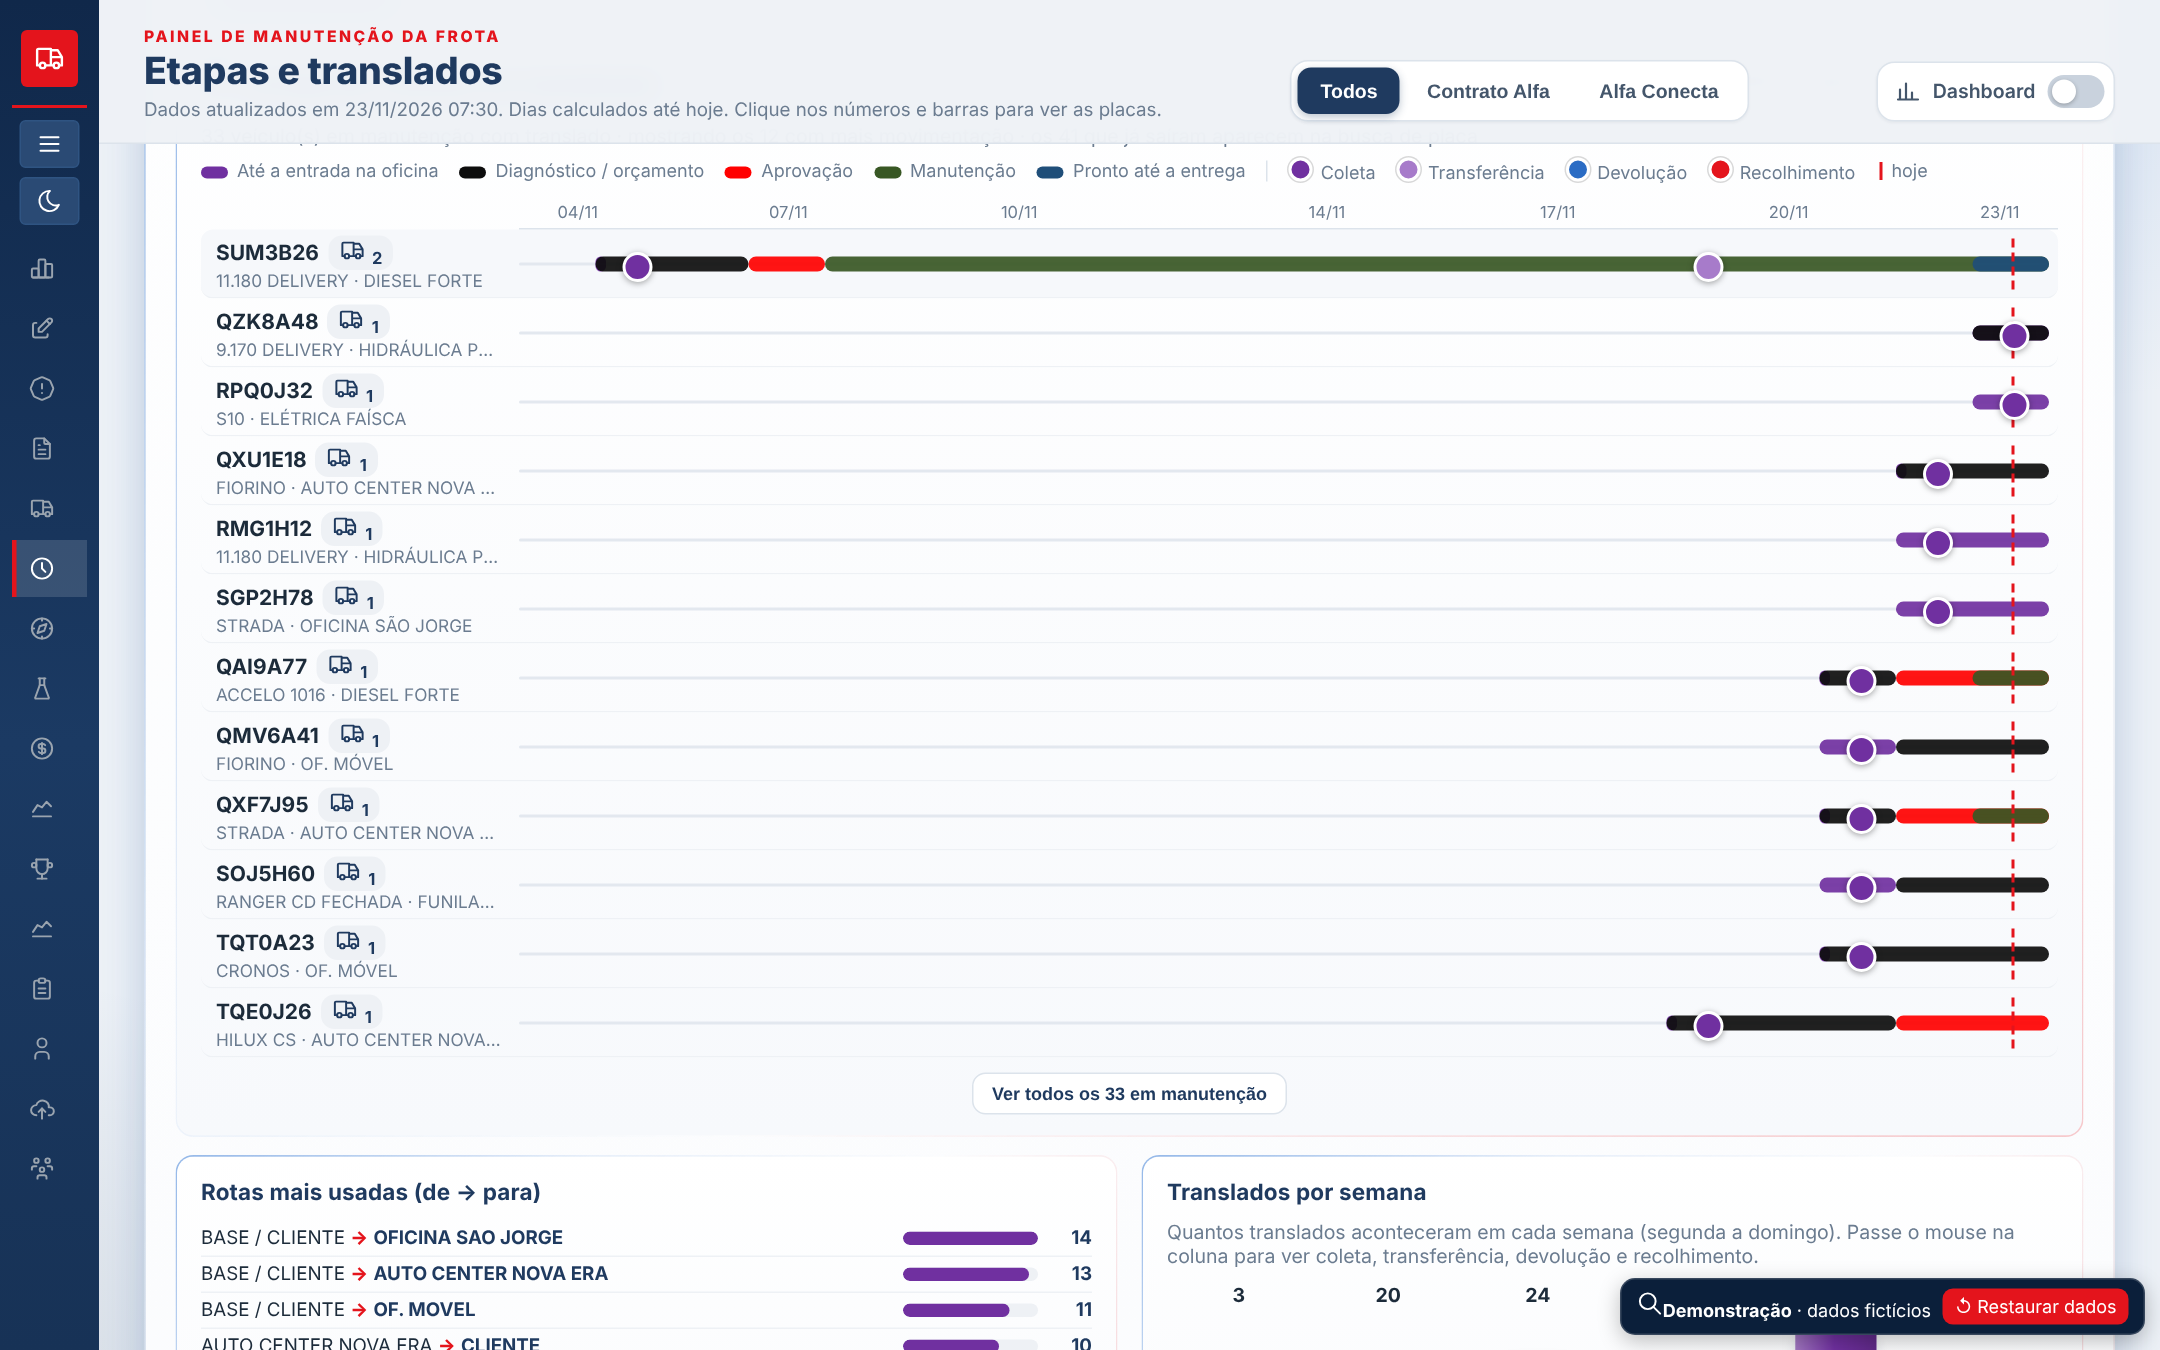 PAINEL DE MANUTENÇÃO DA FROTA
Etapas e translados
Dados atualizados em 23/11/2026 07:30. Dias calculados até hoje. Clique nos números e barras para ver as placas.
Todos
Contrato Alfa
Alfa Conecta
Dashboard
Até a entrada na oficina
Diagnóstico / orçamento
Aprovação
Manutenção
Pronto até a entrega
Coleta
Transferência
Devolução
Recolhimento
hoje
04/11 07/11 10/11 14/11 17/11 20/11 23/11
SUM3B26 2
11.180 DELIVERY · DIESEL FORTE
QZK8A48 1
9.170 DELIVERY · HIDRÁULICA P...
RPQ0J32 1
S10 · ELÉTRICA FAÍSCA
QXU1E18 1
FIORINO · AUTO CENTER NOVA ...
RMG1H12 1
11.180 DELIVERY · HIDRÁULICA P...
SGP2H78 1
STRADA · OFICINA SÃO JORGE
QAI9A77 1
ACCELO 1016 · DIESEL FORTE
QMV6A41 1
FIORINO · OF. MÓVEL
QXF7J95 1
STRADA · AUTO CENTER NOVA ...
SOJ5H60 1
RANGER CD FECHADA · FUNILA...
TQT0A23 1
CRONOS · OF. MÓVEL
TQE0J26 1
HILUX CS · AUTO CENTER NOVA...
Ver todos os 33 em manutenção
Rotas mais usadas (de → para)
BASE / CLIENTE → OFICINA SAO JORGE 14
BASE / CLIENTE → AUTO CENTER NOVA ERA 13
BASE / CLIENTE → OF. MOVEL 11
AUTO CENTER NOVA ERA → CLIENTE 10
Translados por semana
Quantos translados aconteceram em cada semana (segunda a domingo). Passe o mouse na
coluna para ver coleta, transferência, devolução e recolhimento.
3 20 24
Demonstração · dados fictícios
Restaurar dados